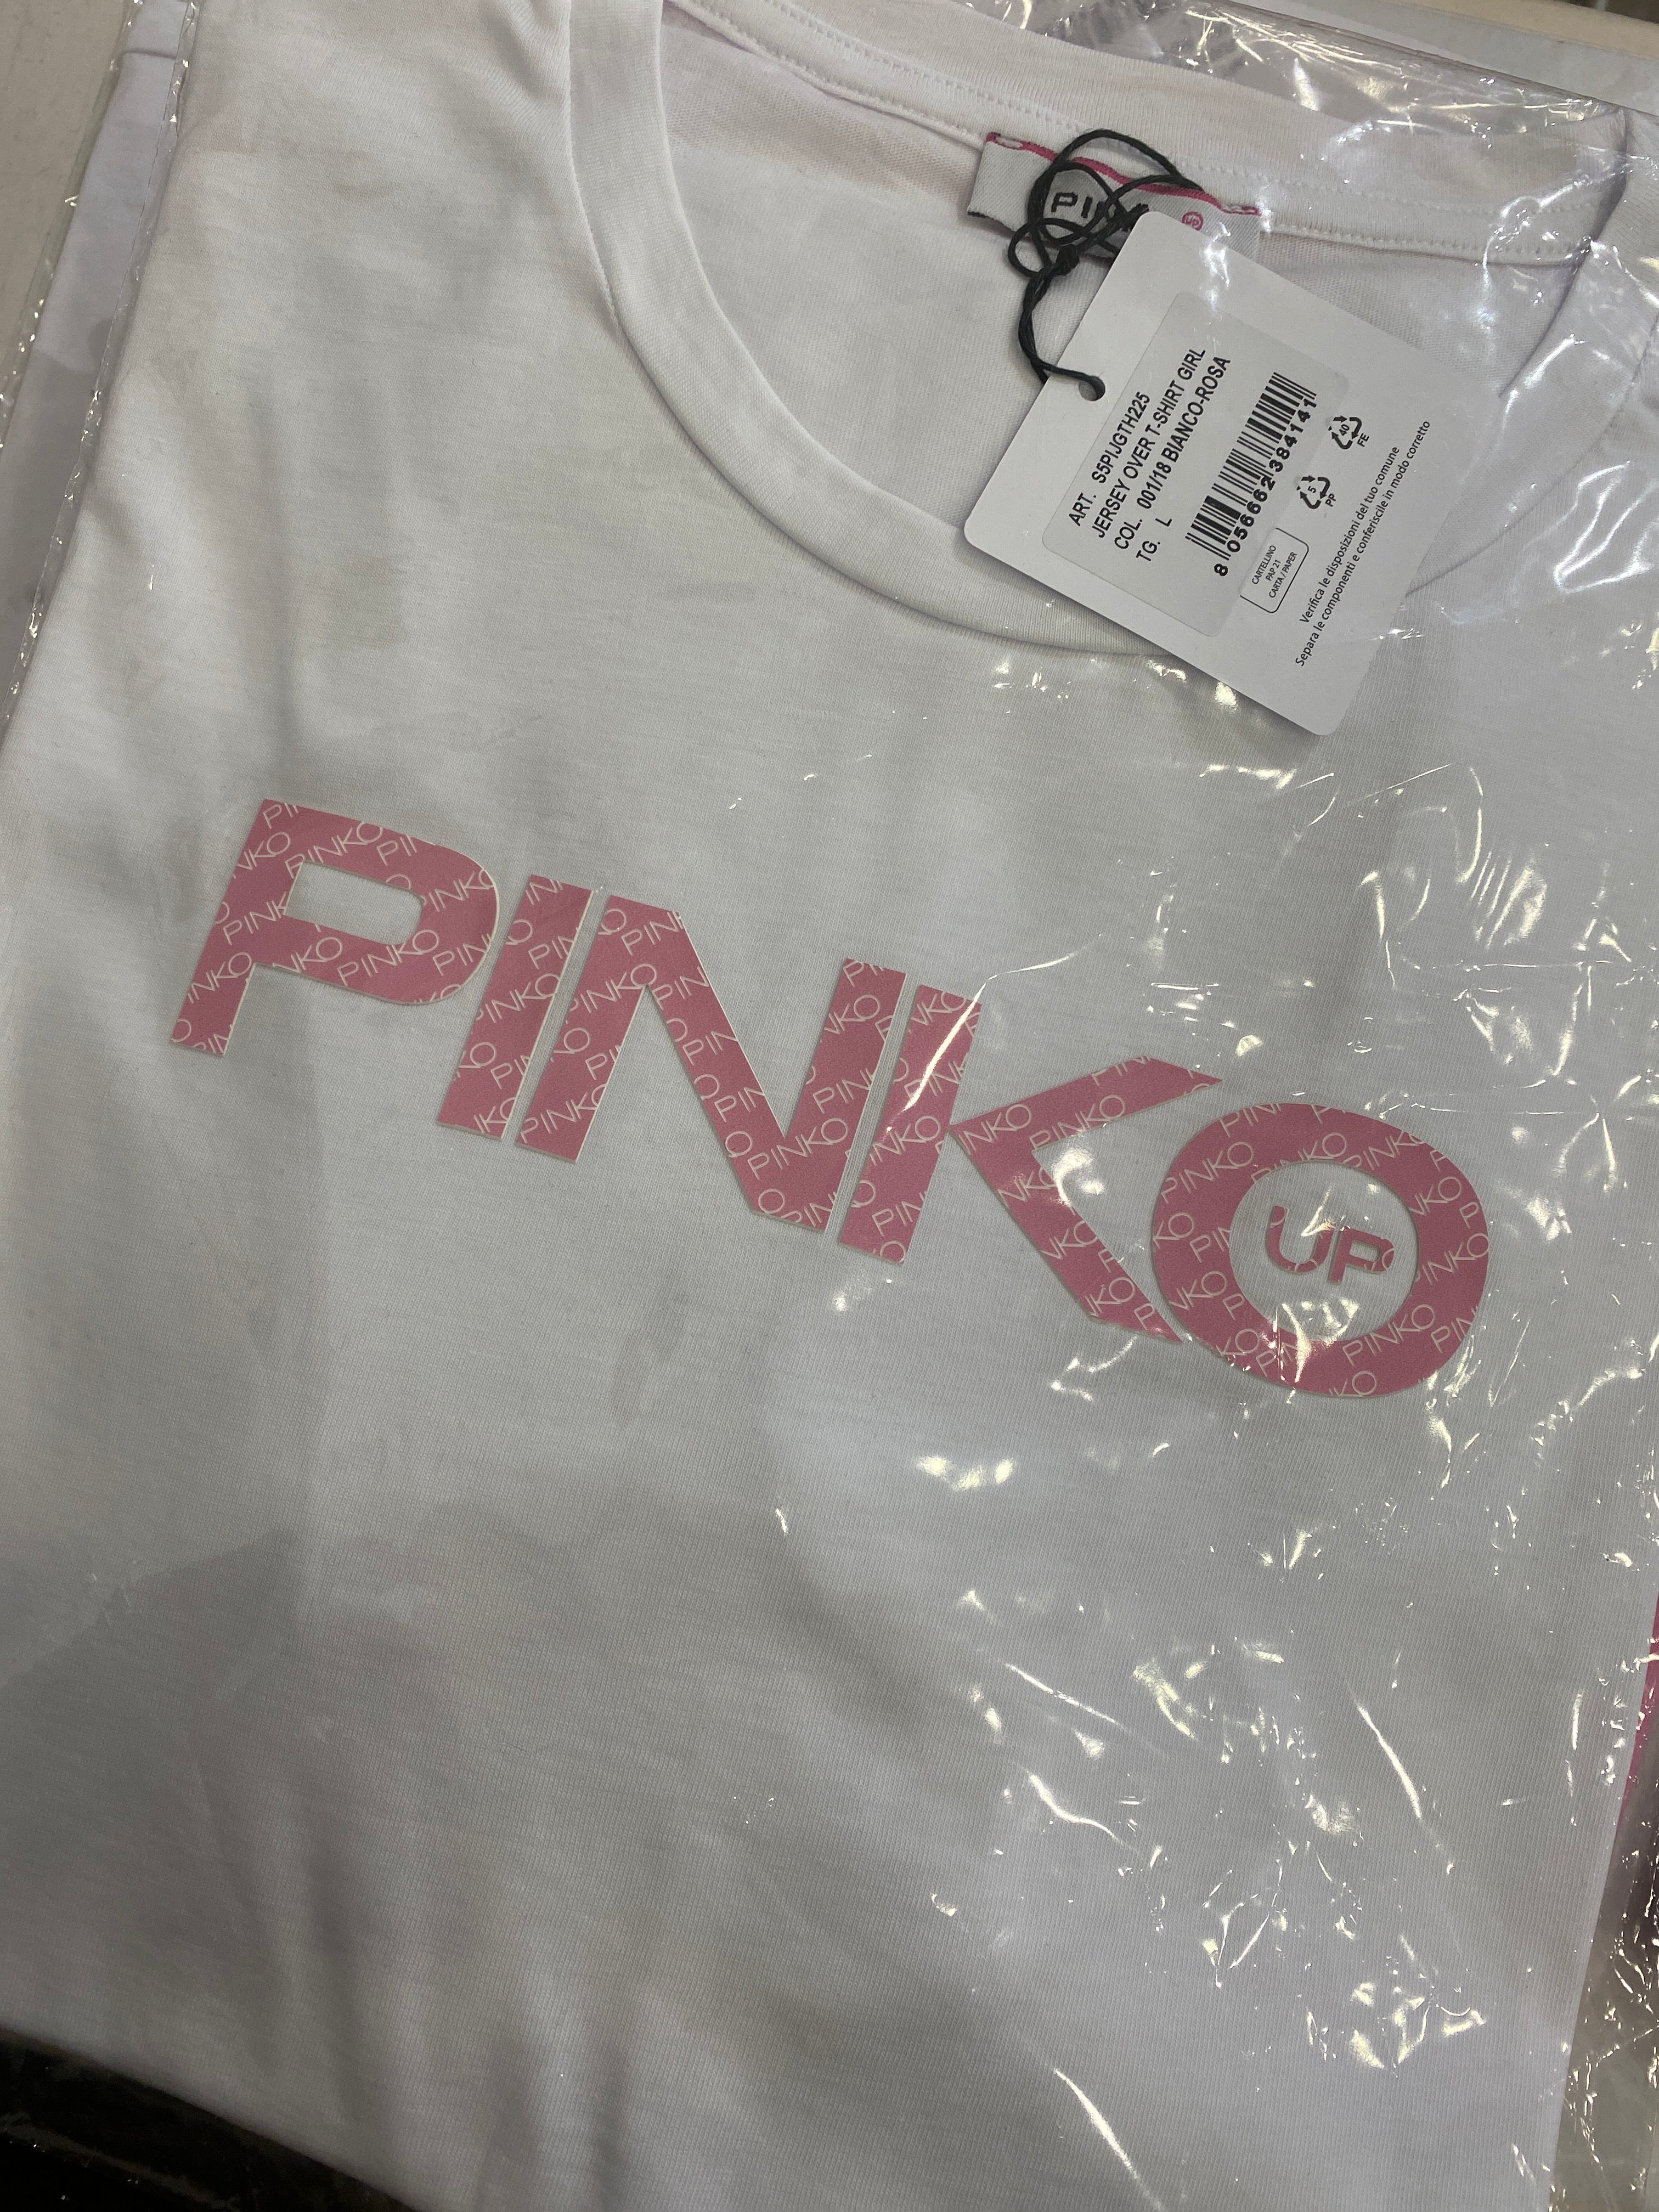 PINKO
UP
ART. S5PIJGTH225
JERSEY OVER T-SHIRT GIRL
COL. 001/18 BIANCO-ROSA
TG. L
8 056662 384141
CARTELLINO
PAP 21
CARTA / PAPER
5
PP
40
FE
Verifica le disposizioni del tuo comune
Separa le componenti e conferiscile in modo corretto